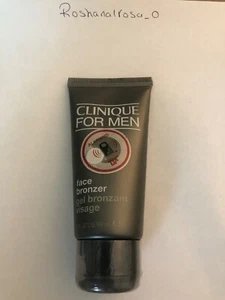 Roshanalrosa_0
CLINIQUE
FOR MEN
face
bronzer
gel bronzant
visage